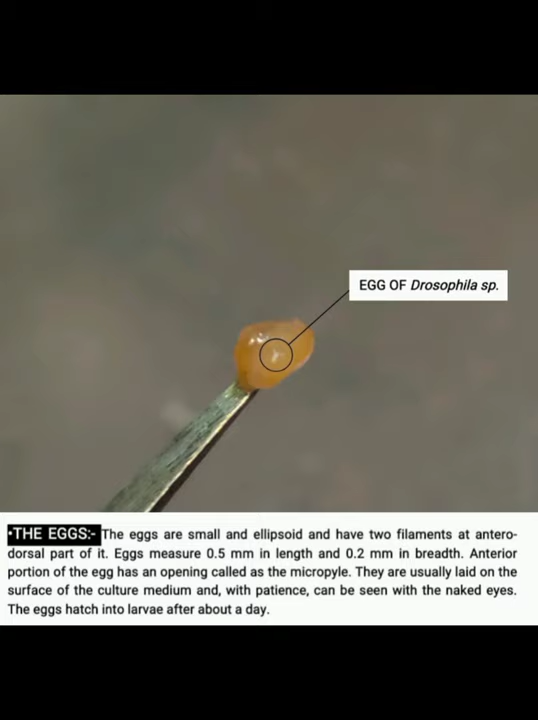 EGG OF Drosophila sp.
•THE EGGS:- The eggs are small and ellipsoid and have two filaments at antero-
dorsal part of it. Eggs measure 0.5 mm in length and 0.2 mm in breadth. Anterior
portion of the egg has an opening called as the micropyle. They are usually laid on the
surface of the culture medium and, with patience, can be seen with the naked eyes.
The eggs hatch into larvae after about a day.